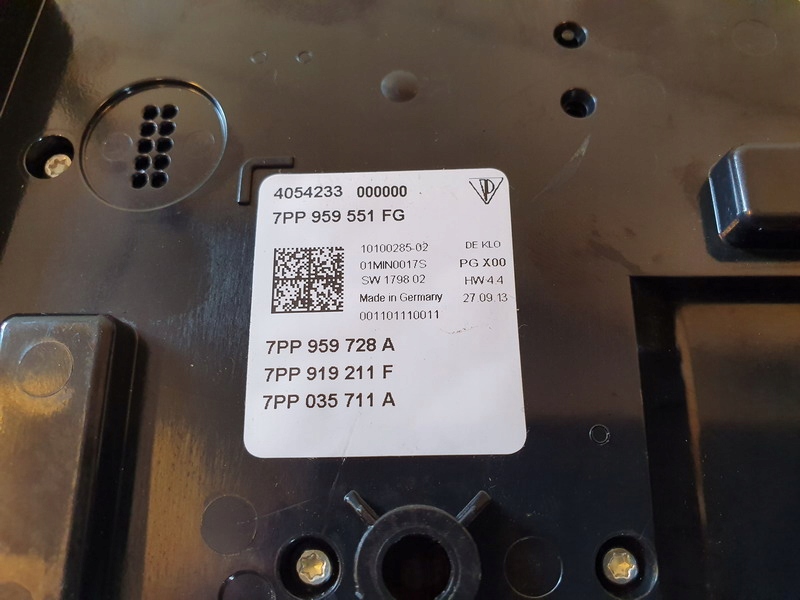 4054233 000000
7PP 959 551 FG
10100285-02 DE KLO
01MIN0017S PG X00
SW 1798 02 HW 4.4
Made in Germany 27.09.13
001101110011
7PP 959 728 A
7PP 919 211 F
7PP 035 711 A